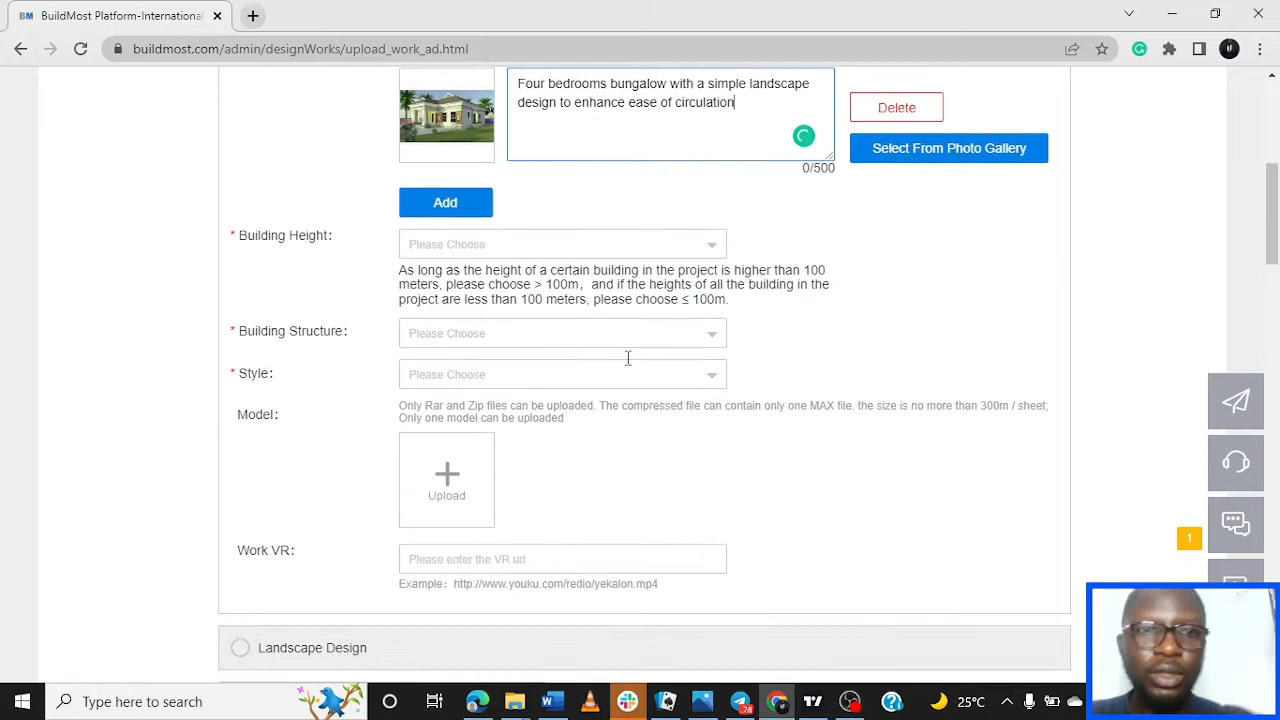 BM BuildMost Platform-International
buildmost.com/admin/designWorks/upload_work_ad.html
Four bedrooms bungalow with a simple landscape
design to enhance ease of circulation
Delete
Select From Photo Gallery
0/500
Add
* Building Height:
Please Choose
As long as the height of a certain building in the project is higher than 100
meters, please choose > 100m, and if the heights of all the building in the
project are less than 100 meters, please choose ≤ 100m.
* Building Structure:
Please Choose
* Style:
Please Choose
Model:
Only Rar and Zip files can be uploaded. The compressed file can contain only one MAX file. the size is no more than 300m / sheet;
Only one model can be uploaded
Upload
Work VR:
Please enter the VR url
Example: http://www.youku.com/redio/yekalon.mp4
1
Landscape Design
Type here to search
78
25°C